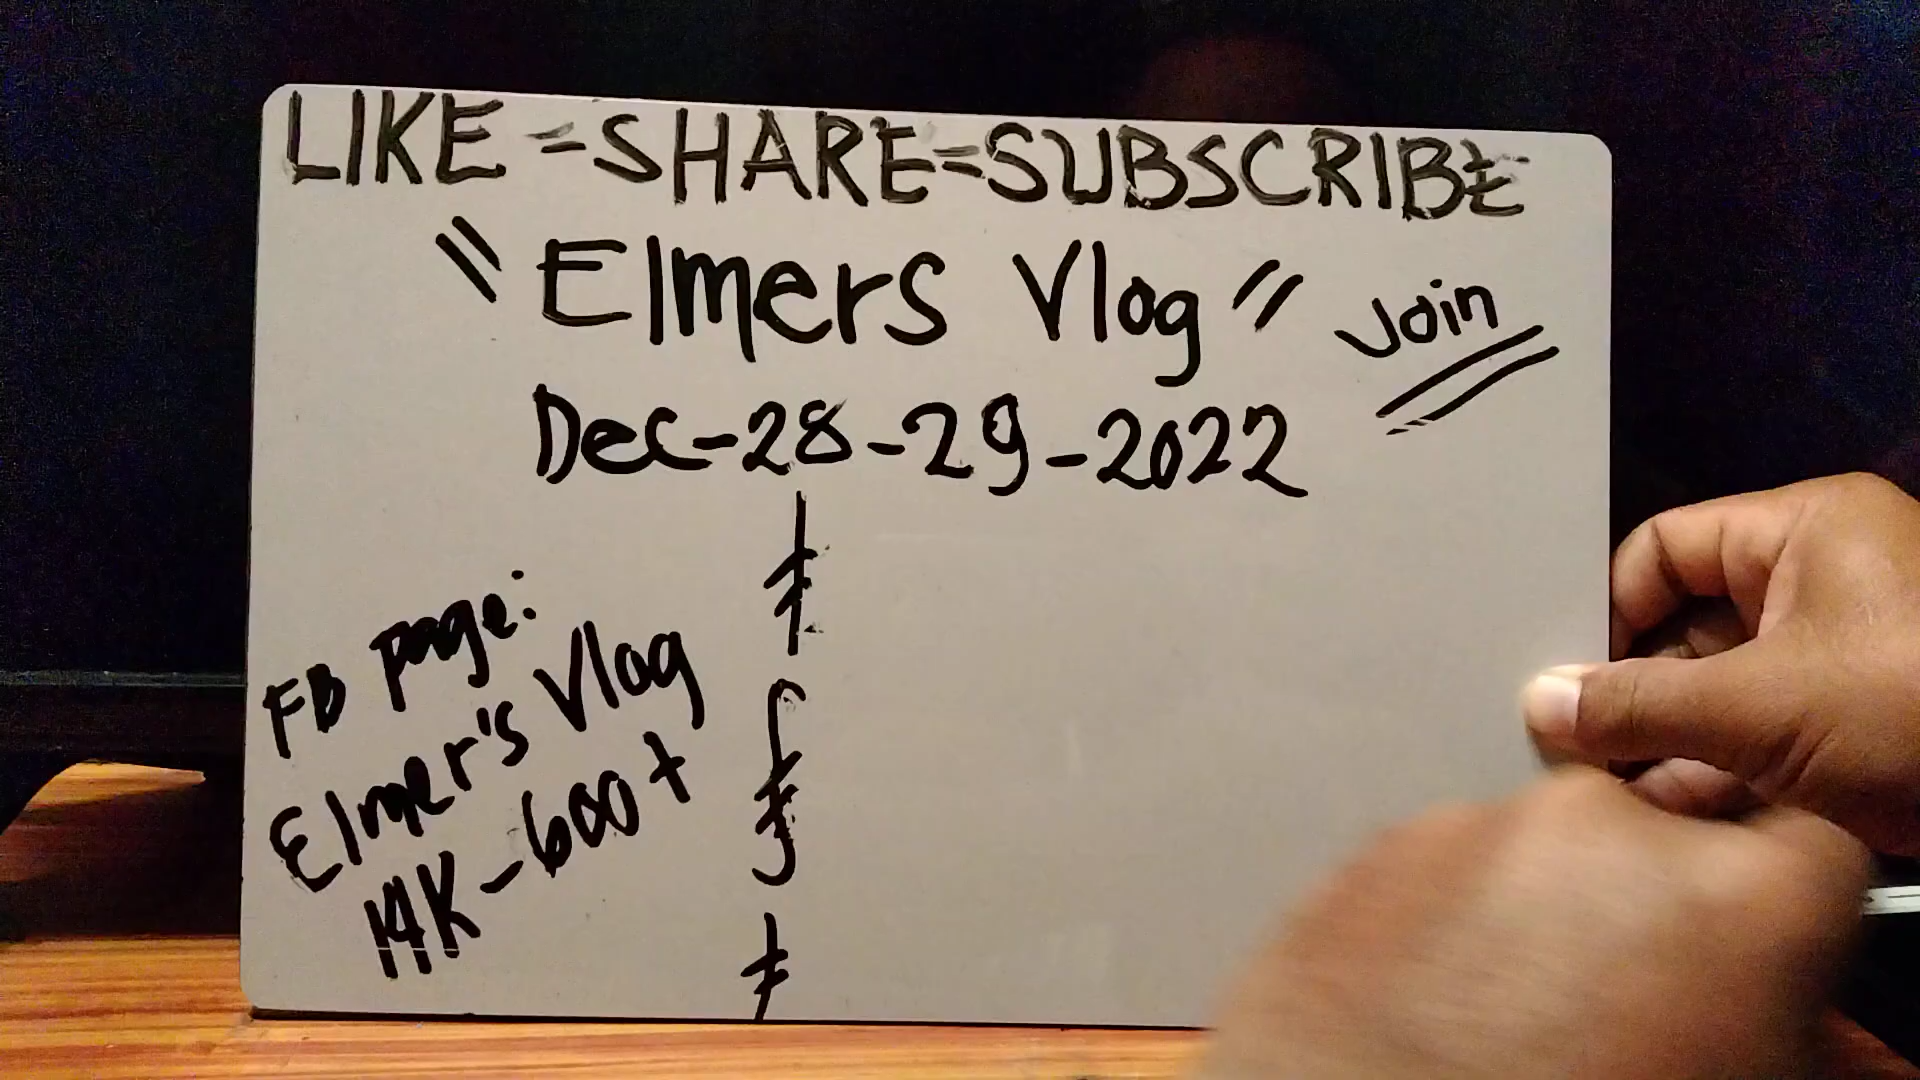 LIKE = SHARE = SUBSCRIBE
"Elmers Vlog"
Join
Dec-28-29-2022
FB page:
Elmer's Vlog
14K-600+